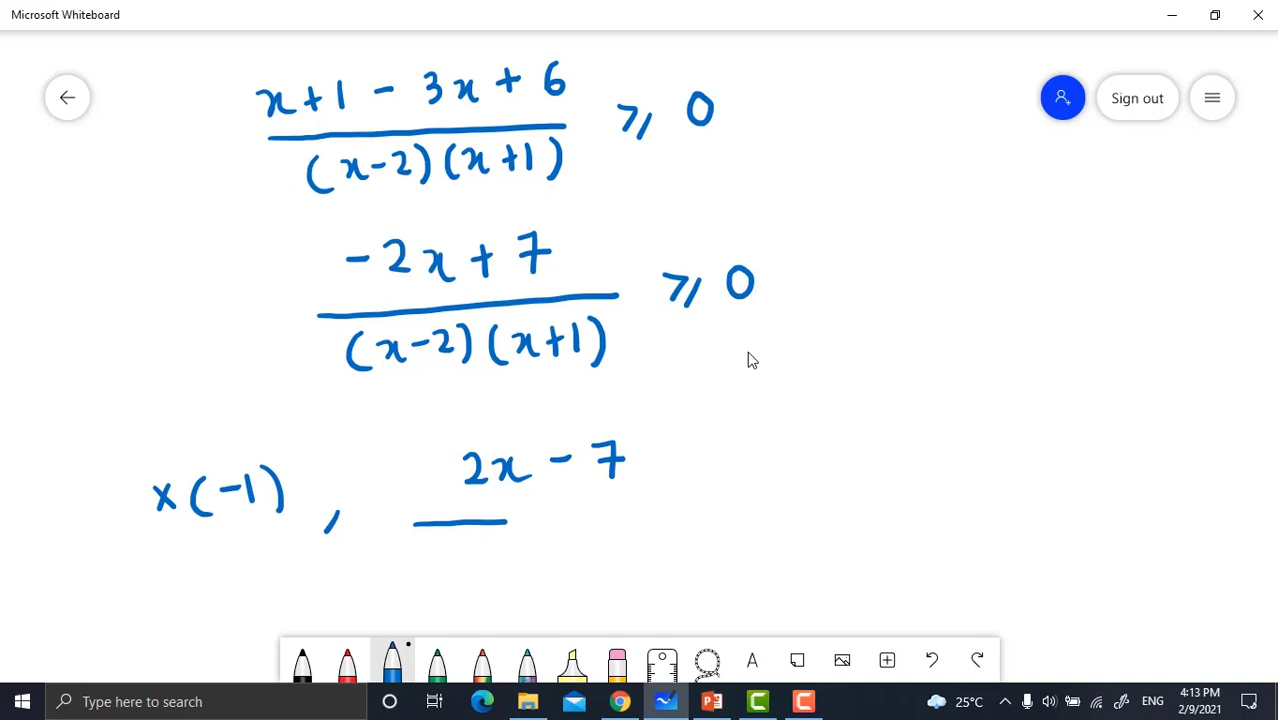 Microsoft Whiteboard
Sign out
x+1 - 3x + 6
(x-2)(x+1)
⩾ 0
-2x + 7
(x-2)(x+1)
⩾ 0
x(-1) , 2x - 7
A
Type here to search
25°C
ENG
4:13 PM
2/9/2021